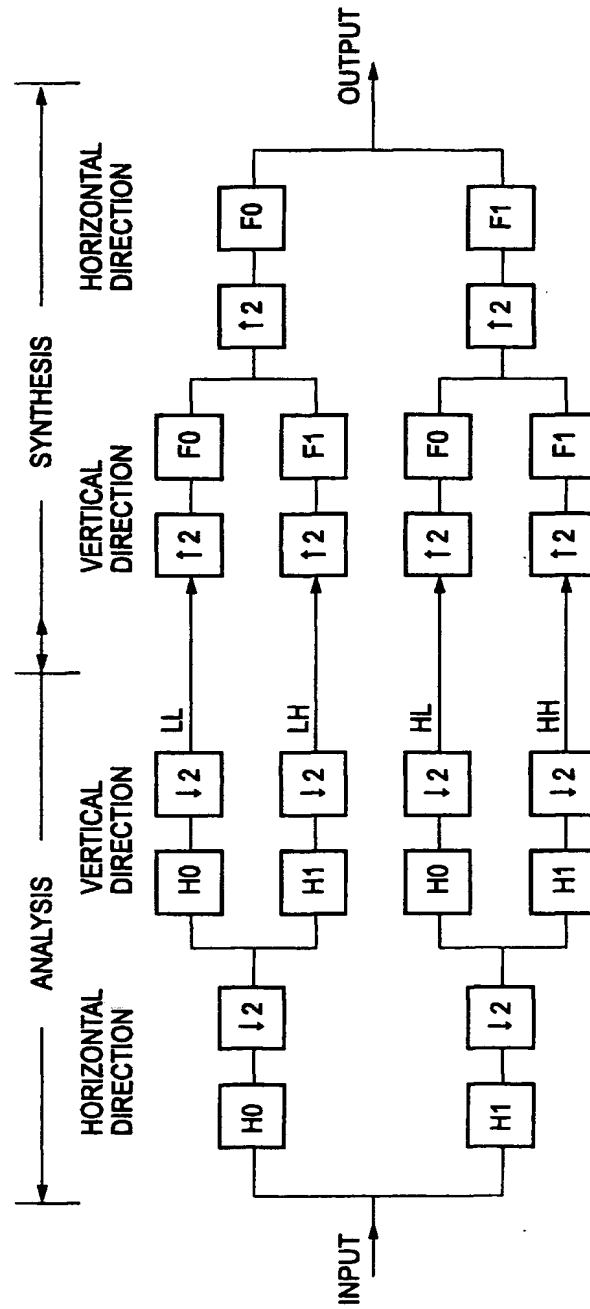 ANALYSIS
SYNTHESIS
HORIZONTAL
DIRECTION
VERTICAL
DIRECTION
VERTICAL
DIRECTION
HORIZONTAL
DIRECTION
INPUT
H0
↓2
H0
↓2
LL
↑2
F0
↑2
F0
H1
↓2
LH
↑2
F1
H1
↓2
H0
↓2
HL
↑2
F0
↑2
F1
H1
↓2
HH
↑2
F1
OUTPUT